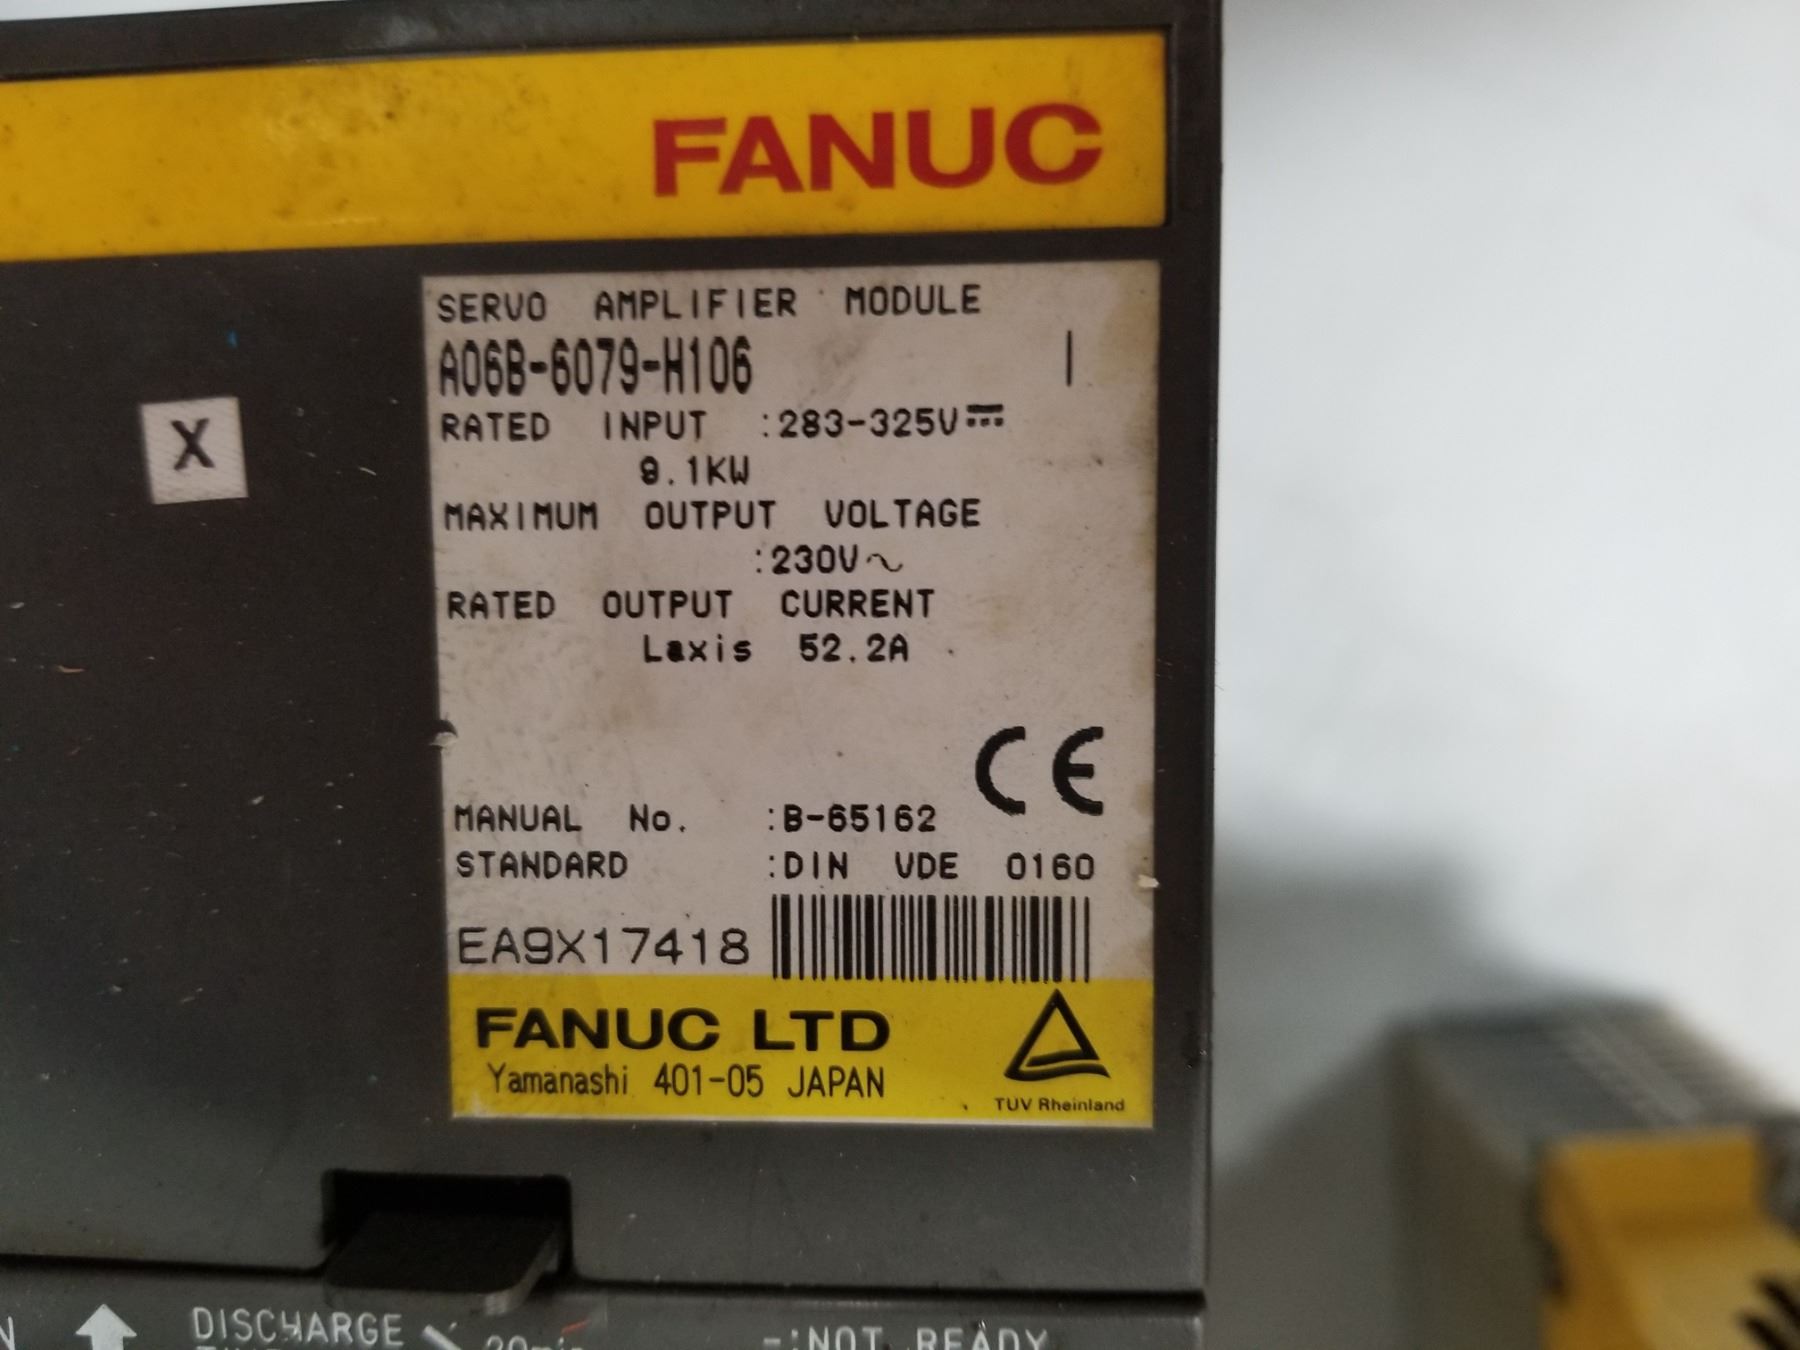 FANUC
SERVO AMPLIFIER MODULE
A06B-6079-H106 I
RATED INPUT :283-325V⎓
9.1KW
MAXIMUM OUTPUT VOLTAGE
:230V~
RATED OUTPUT CURRENT
Laxis 52.2A
X
CE
MANUAL No. :B-65162
STANDARD :DIN VDE 0160
EA9X17418
FANUC LTD
Yamanashi 401-05 JAPAN
TUV Rheinland
DISCHARGE
-:NOT READY